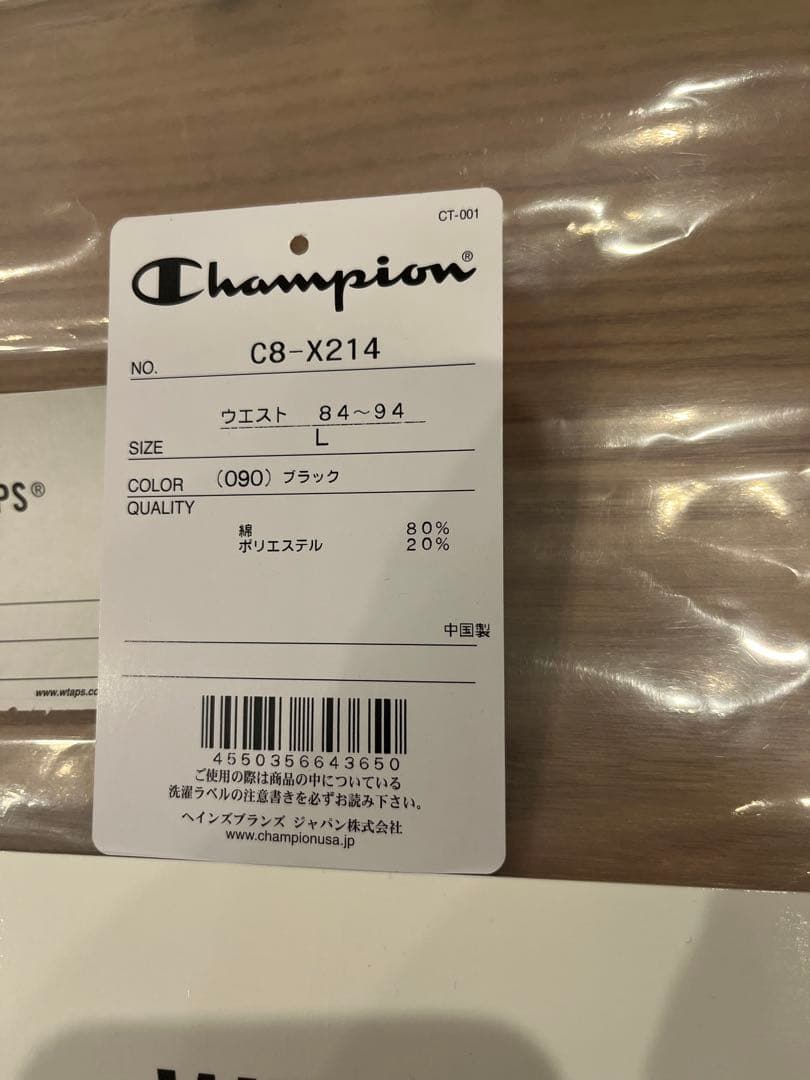 CT-001
Champion®
NO. C8-X214
ウエスト 84～94
SIZE L
COLOR (090) ブラック
QUALITY
綿 80%
ポリエステル 20%
中国製
4550356643650
ご使用の際は商品の中についている
洗濯ラベルの注意書きを必ずお読み下さい。
ヘインズブランズ ジャパン株式会社
www.championusa.jp
PS®
www.wtaps.co